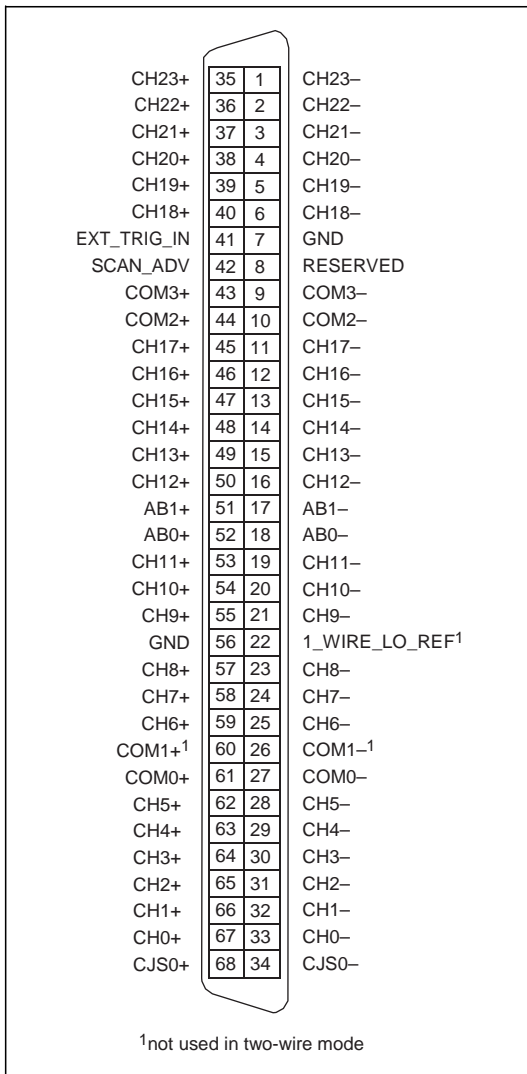 CH23+ 35 1 CH23–
CH22+ 36 2 CH22–
CH21+ 37 3 CH21–
CH20+ 38 4 CH20–
CH19+ 39 5 CH19–
CH18+ 40 6 CH18–
EXT_TRIG_IN 41 7 GND
SCAN_ADV 42 8 RESERVED
COM3+ 43 9 COM3–
COM2+ 44 10 COM2–
CH17+ 45 11 CH17–
CH16+ 46 12 CH16–
CH15+ 47 13 CH15–
CH14+ 48 14 CH14–
CH13+ 49 15 CH13–
CH12+ 50 16 CH12–
AB1+ 51 17 AB1–
AB0+ 52 18 AB0–
CH11+ 53 19 CH11–
CH10+ 54 20 CH10–
CH9+ 55 21 CH9–
GND 56 22 1_WIRE_LO_REF¹
CH8+ 57 23 CH8–
CH7+ 58 24 CH7–
CH6+ 59 25 CH6–
COM1+¹ 60 26 COM1–¹
COM0+ 61 27 COM0–
CH5+ 62 28 CH5–
CH4+ 63 29 CH4–
CH3+ 64 30 CH3–
CH2+ 65 31 CH2–
CH1+ 66 32 CH1–
CH0+ 67 33 CH0–
CJS0+ 68 34 CJS0–
¹not used in two-wire mode